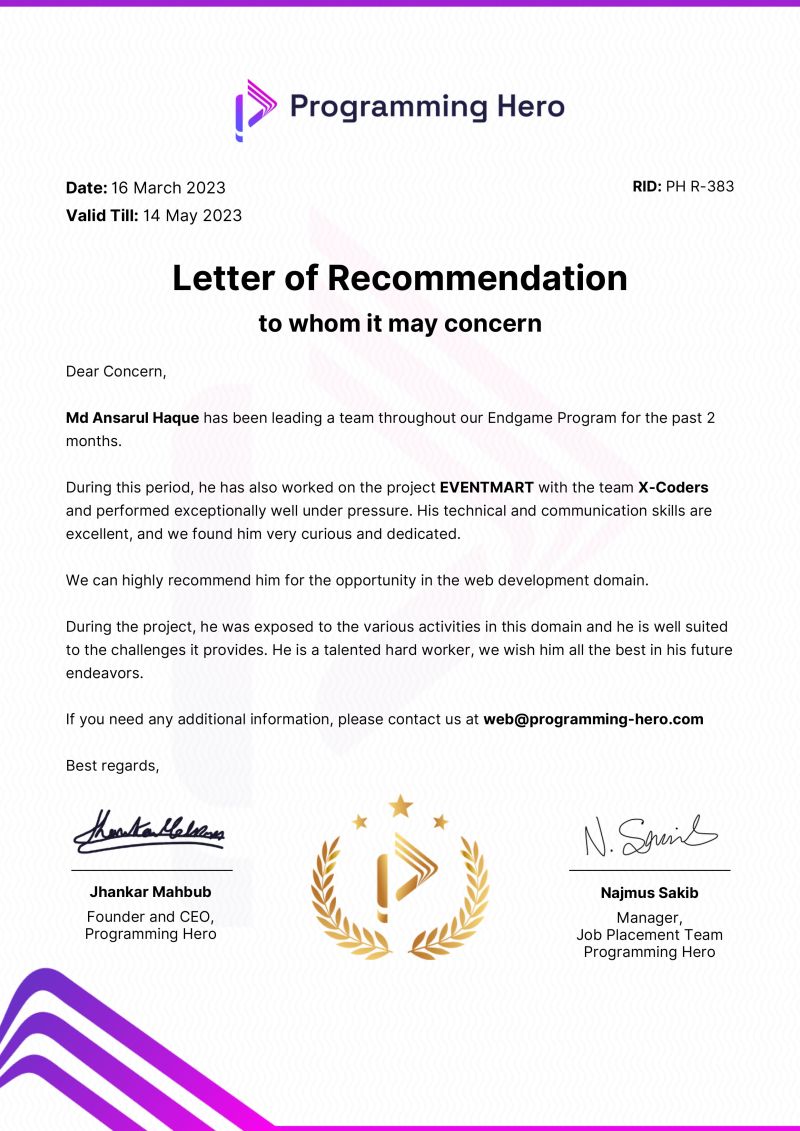 Programming Hero
Date: 16 March 2023
RID: PH R-383
Valid Till: 14 May 2023
Letter of Recommendation
to whom it may concern
Dear Concern,
Md Ansarul Haque has been leading a team throughout our Endgame Program for the past 2
months.
During this period, he has also worked on the project EVENTMART with the team X-Coders
and performed exceptionally well under pressure. His technical and communication skills are
excellent, and we found him very curious and dedicated.
We can highly recommend him for the opportunity in the web development domain.
During the project, he was exposed to the various activities in this domain and he is well suited
to the challenges it provides. He is a talented hard worker, we wish him all the best in his future
endeavors.
If you need any additional information, please contact us at web@programming-hero.com
Best regards,
Jhankar Mahbub
Founder and CEO,
Programming Hero
Najmus Sakib
Manager,
Job Placement Team
Programming Hero